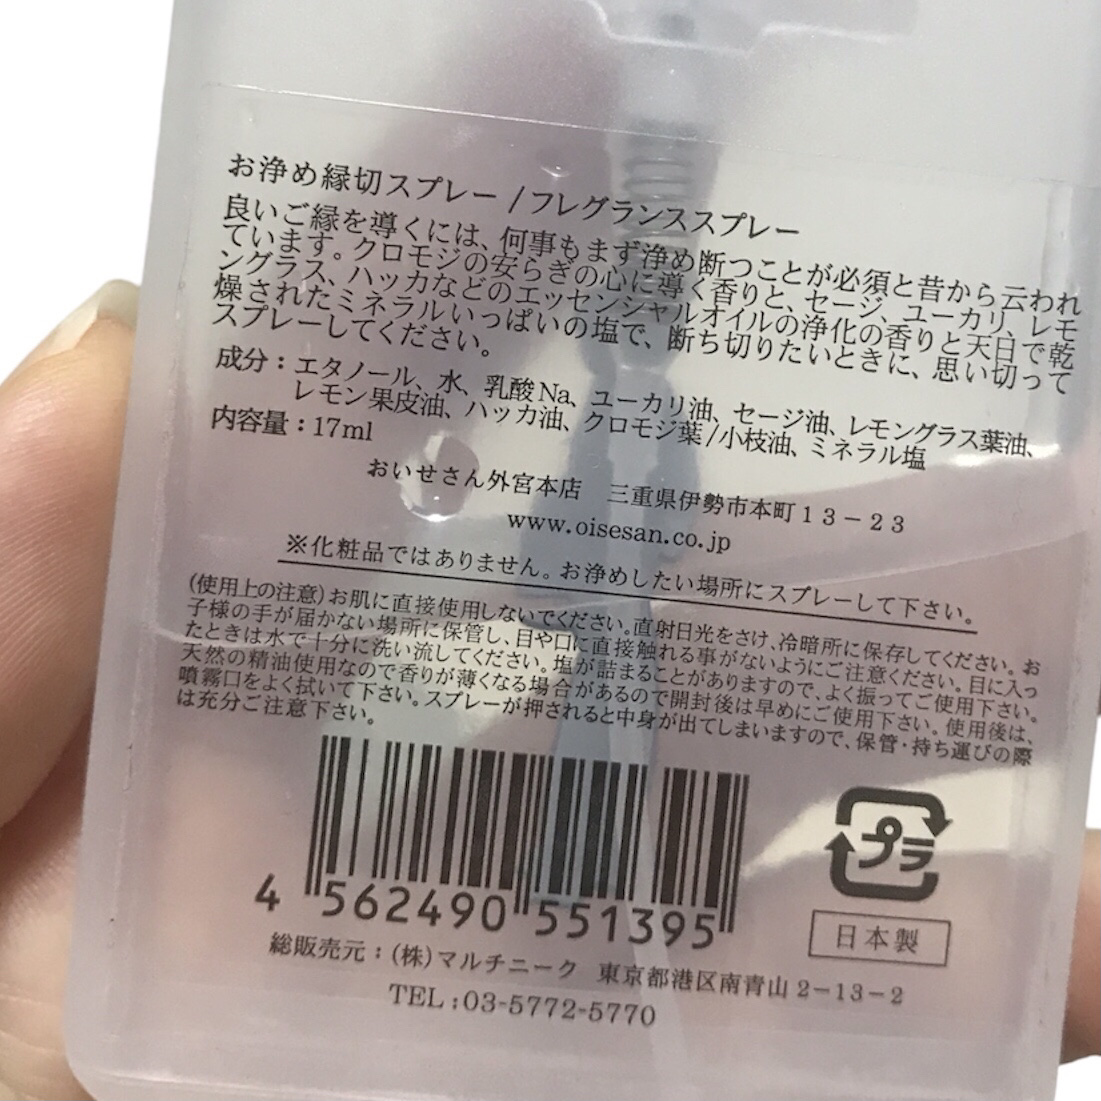 お浄め縁切スプレー/フレグランススプレー
良いご縁を導くには、何事もまず浄め断つことが必須と昔から云われ
ています。クロモジの安らぎの心に導く香りと、セージ、ユーカリ、レモ
ングラス、ハッカなどのエッセンシャルオイルの浄化の香りと天日で乾
燥されたミネラルいっぱいの塩で、断ち切りたいときに、思い切って
スプレーしてください。
成分：エタノール、水、乳酸Na、ユーカリ油、セージ油、レモングラス葉油、
レモン果皮油、ハッカ油、クロモジ葉/小枝油、ミネラル塩
内容量：17ml
おいせさん外宮本店 三重県伊勢市本町13−23
www.oisesan.co.jp
※化粧品ではありません。お浄めしたい場所にスプレーして下さい。
(使用上の注意)お肌に直接使用しないでください。直射日光をさけ、冷暗所に保存してください。お
子様の手が届かない場所に保管し、目や口に直接触れる事がないようにご注意ください。目に入っ
たときは水で十分に洗い流してください。塩が詰まることがありますので、よく振ってご使用下さい。
天然の精油使用なので香りが薄くなる場合があるので開封後は早めにご使用下さい。使用後は、
噴霧口をよく拭いて下さい。スプレーが押されると中身が出てしまいますので、保管・持ち運びの際
は充分ご注意下さい。
4 562490 551395
プラ
日本製
総販売元：(株)マルチニーク 東京都港区南青山2−13−2
TEL:03-5772-5770